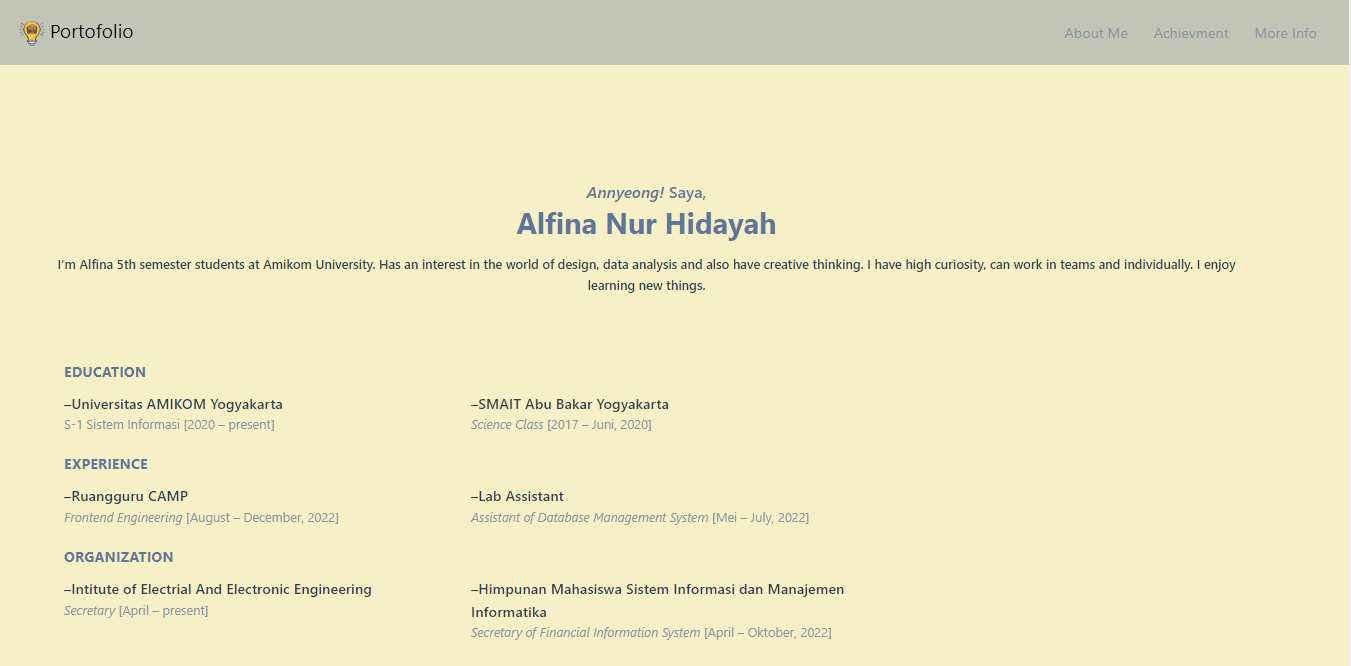 Portofolio
About Me Achievment More Info
Annyeong! Saya,
Alfina Nur Hidayah
I'm Alfina 5th semester students at Amikom University. Has an interest in the world of design, data analysis and also have creative thinking. I have high curiosity, can work in teams and individually. I enjoy
learning new things.
EDUCATION
–Universitas AMIKOM Yogyakarta
S-1 Sistem Informasi [2020 – present]
–SMAIT Abu Bakar Yogyakarta
Science Class [2017 – Juni, 2020]
EXPERIENCE
–Ruangguru CAMP
Frontend Engineering [August – December, 2022]
–Lab Assistant
Assistant of Database Management System [Mei – July, 2022]
ORGANIZATION
–Intitute of Electrial And Electronic Engineering
Secretary [April – present]
–Himpunan Mahasiswa Sistem Informasi dan Manajemen
Informatika
Secretary of Financial Information System [April – Oktober, 2022]